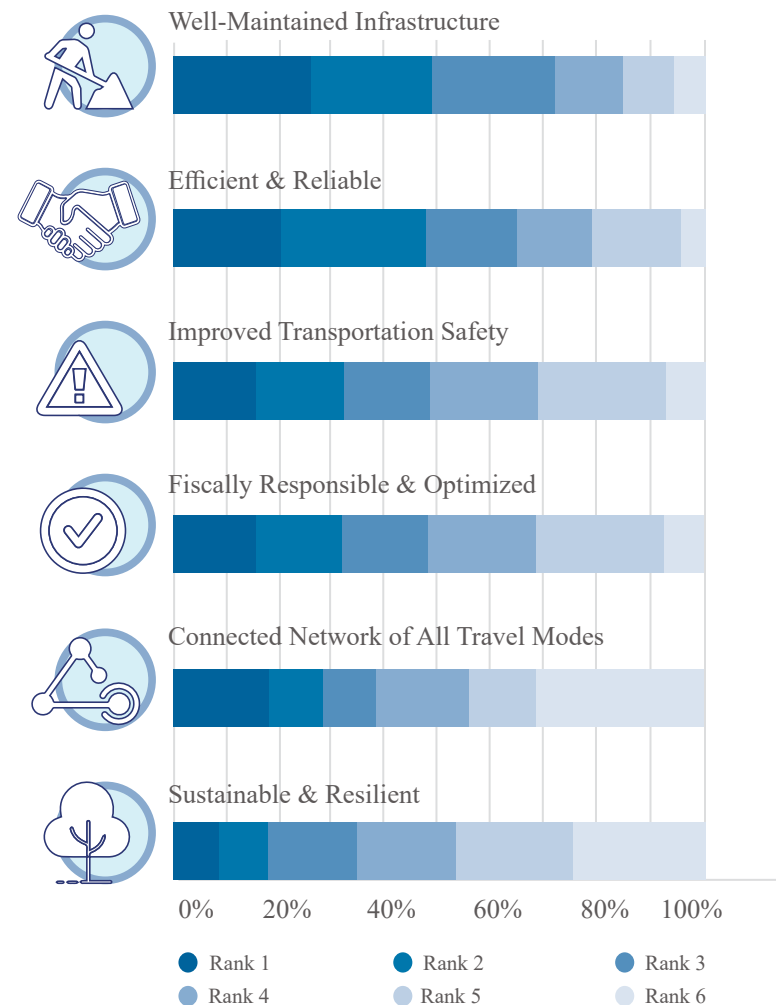 Well-Maintained Infrastructure
Efficient & Reliable
Improved Transportation Safety
Fiscally Responsible & Optimized
Connected Network of All Travel Modes
Sustainable & Resilient
0% 20% 40% 60% 80% 100%
Rank 1 Rank 2 Rank 3
Rank 4 Rank 5 Rank 6